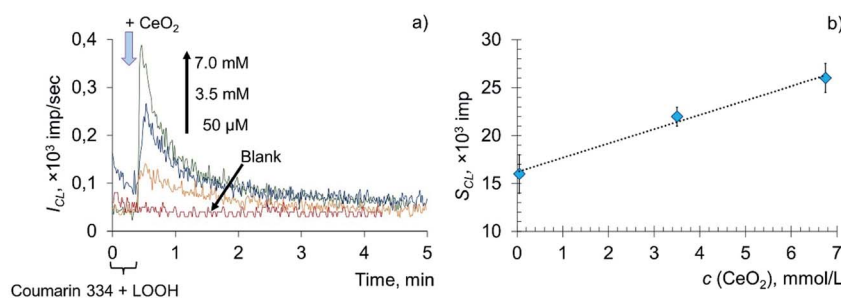 + CeO₂
a)
0,4
0,3
0,2
0,1
0
I_CL, ×10³ imp/sec
7.0 mM
3.5 mM
50 µM
Blank
0
1
2
3
4
5
Time, min
Coumarin 334 + LOOH
b)
30
25
20
15
10
S_CL, ×10³ imp
0
1
2
3
4
5
6
7
c (CeO₂), mmol/L